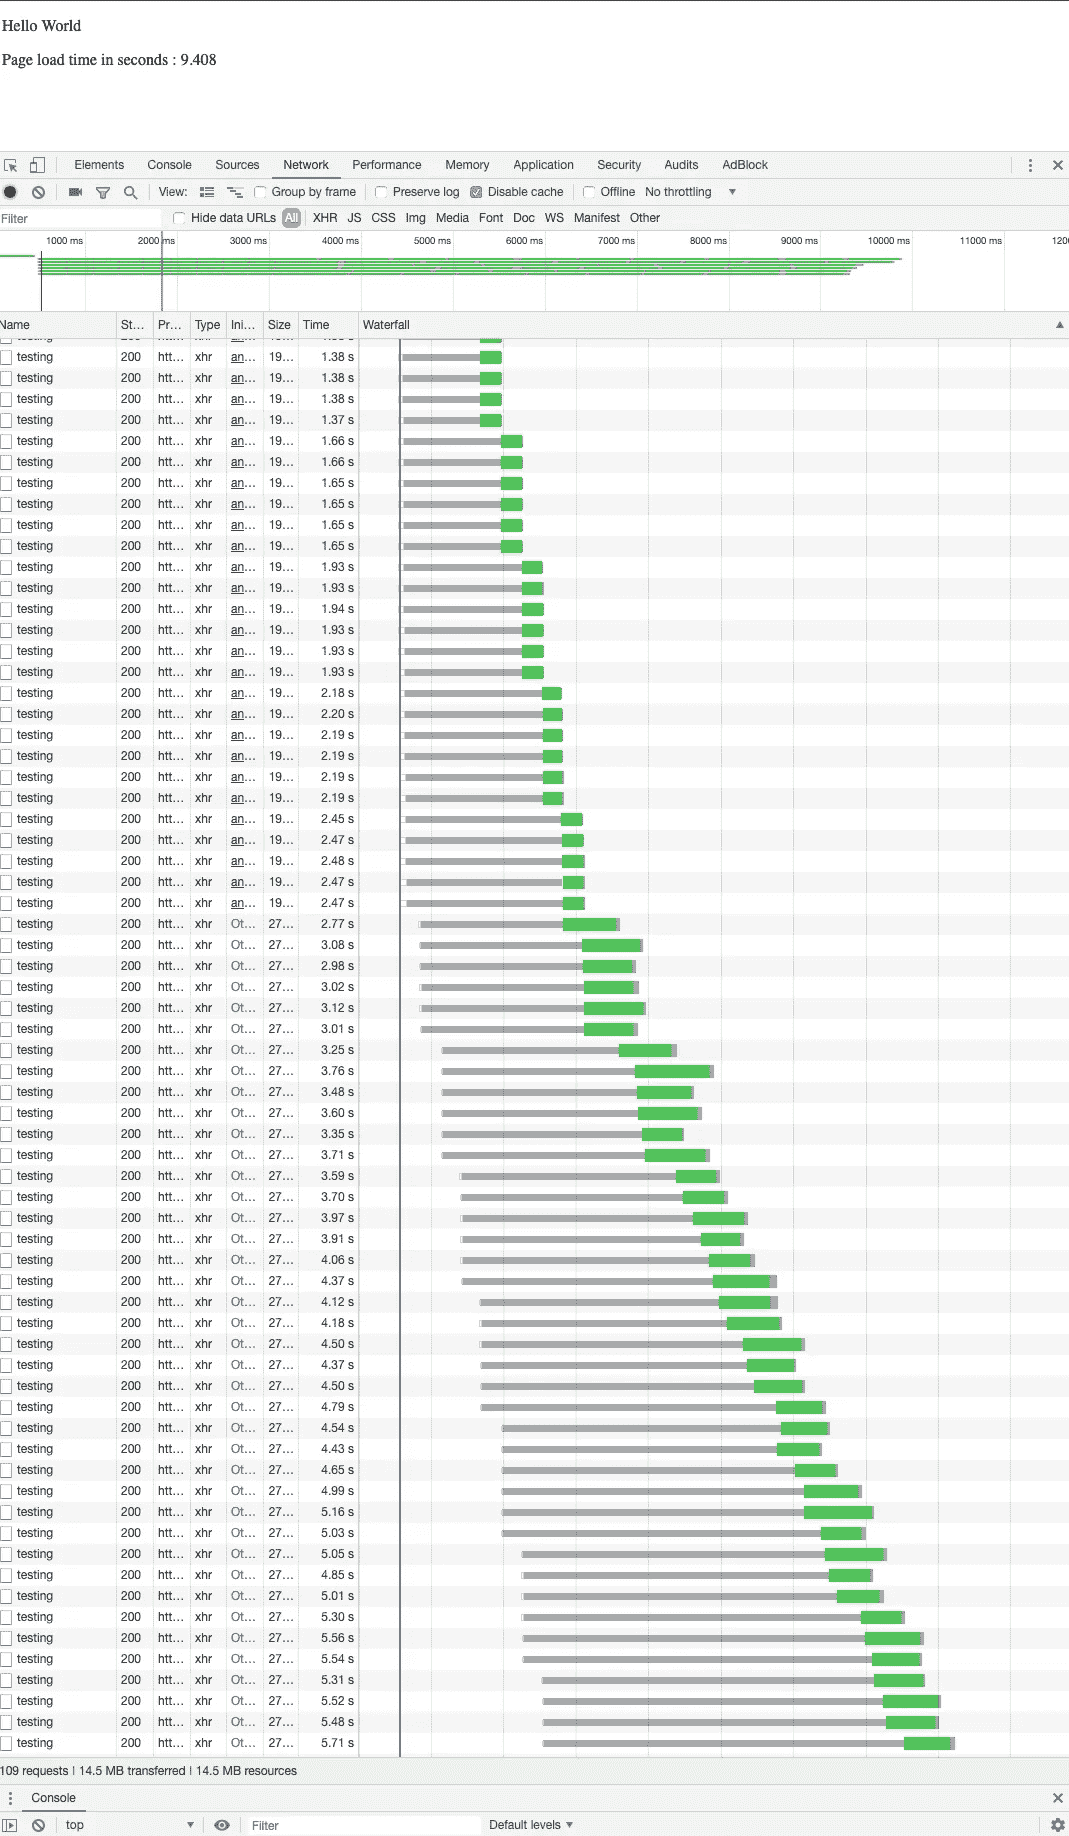 Hello World
Page load time in seconds : 9.408
Elements Console Sources Network Performance Memory Application Security Audits AdBlock
View: Group by frame Preserve log Disable cache Offline No throttling
Filter Hide data URLs All XHR JS CSS Img Media Font Doc WS Manifest Other
1000 ms 2000 ms 3000 ms 4000 ms 5000 ms 6000 ms 7000 ms 8000 ms 9000 ms 10000 ms 11000 ms 120
Name St... Pr... Type Ini... Size Time Waterfall
testing 200 htt... xhr an... 19... 1.38 s
testing 200 htt... xhr an... 19... 1.38 s
testing 200 htt... xhr an... 19... 1.38 s
testing 200 htt... xhr an... 19... 1.37 s
testing 200 htt... xhr an... 19... 1.66 s
testing 200 htt... xhr an... 19... 1.66 s
testing 200 htt... xhr an... 19... 1.65 s
testing 200 htt... xhr an... 19... 1.65 s
testing 200 htt... xhr an... 19... 1.65 s
testing 200 htt... xhr an... 19... 1.65 s
testing 200 htt... xhr an... 19... 1.93 s
testing 200 htt... xhr an... 19... 1.93 s
testing 200 htt... xhr an... 19... 1.94 s
testing 200 htt... xhr an... 19... 1.93 s
testing 200 htt... xhr an... 19... 1.93 s
testing 200 htt... xhr an... 19... 1.93 s
testing 200 htt... xhr an... 19... 2.18 s
testing 200 htt... xhr an... 19... 2.20 s
testing 200 htt... xhr an... 19... 2.19 s
testing 200 htt... xhr an... 19... 2.19 s
testing 200 htt... xhr an... 19... 2.19 s
testing 200 htt... xhr an... 19... 2.19 s
testing 200 htt... xhr an... 19... 2.45 s
testing 200 htt... xhr an... 19... 2.47 s
testing 200 htt... xhr an... 19... 2.48 s
testing 200 htt... xhr an... 19... 2.47 s
testing 200 htt... xhr an... 19... 2.47 s
testing 200 htt... xhr Ot... 27... 2.77 s
testing 200 htt... xhr Ot... 27... 3.08 s
testing 200 htt... xhr Ot... 27... 2.98 s
testing 200 htt... xhr Ot... 27... 3.02 s
testing 200 htt... xhr Ot... 27... 3.12 s
testing 200 htt... xhr Ot... 27... 3.01 s
testing 200 htt... xhr Ot... 27... 3.25 s
testing 200 htt... xhr Ot... 27... 3.76 s
testing 200 htt... xhr Ot... 27... 3.48 s
testing 200 htt... xhr Ot... 27... 3.60 s
testing 200 htt... xhr Ot... 27... 3.35 s
testing 200 htt... xhr Ot... 27... 3.71 s
testing 200 htt... xhr Ot... 27... 3.59 s
testing 200 htt... xhr Ot... 27... 3.70 s
testing 200 htt... xhr Ot... 27... 3.97 s
testing 200 htt... xhr Ot... 27... 3.91 s
testing 200 htt... xhr Ot... 27... 4.06 s
testing 200 htt... xhr Ot... 27... 4.37 s
testing 200 htt... xhr Ot... 27... 4.12 s
testing 200 htt... xhr Ot... 27... 4.18 s
testing 200 htt... xhr Ot... 27... 4.50 s
testing 200 htt... xhr Ot... 27... 4.37 s
testing 200 htt... xhr Ot... 27... 4.50 s
testing 200 htt... xhr Ot... 27... 4.79 s
testing 200 htt... xhr Ot... 27... 4.54 s
testing 200 htt... xhr Ot... 27... 4.43 s
testing 200 htt... xhr Ot... 27... 4.65 s
testing 200 htt... xhr Ot... 27... 4.99 s
testing 200 htt... xhr Ot... 27... 5.16 s
testing 200 htt... xhr Ot... 27... 5.03 s
testing 200 htt... xhr Ot... 27... 5.05 s
testing 200 htt... xhr Ot... 27... 4.85 s
testing 200 htt... xhr Ot... 27... 5.01 s
testing 200 htt... xhr Ot... 27... 5.30 s
testing 200 htt... xhr Ot... 27... 5.56 s
testing 200 htt... xhr Ot... 27... 5.54 s
testing 200 htt... xhr Ot... 27... 5.31 s
testing 200 htt... xhr Ot... 27... 5.52 s
testing 200 htt... xhr Ot... 27... 5.48 s
testing 200 htt... xhr Ot... 27... 5.71 s
109 requests | 14.5 MB transferred | 14.5 MB resources
Console
top Filter Default levels